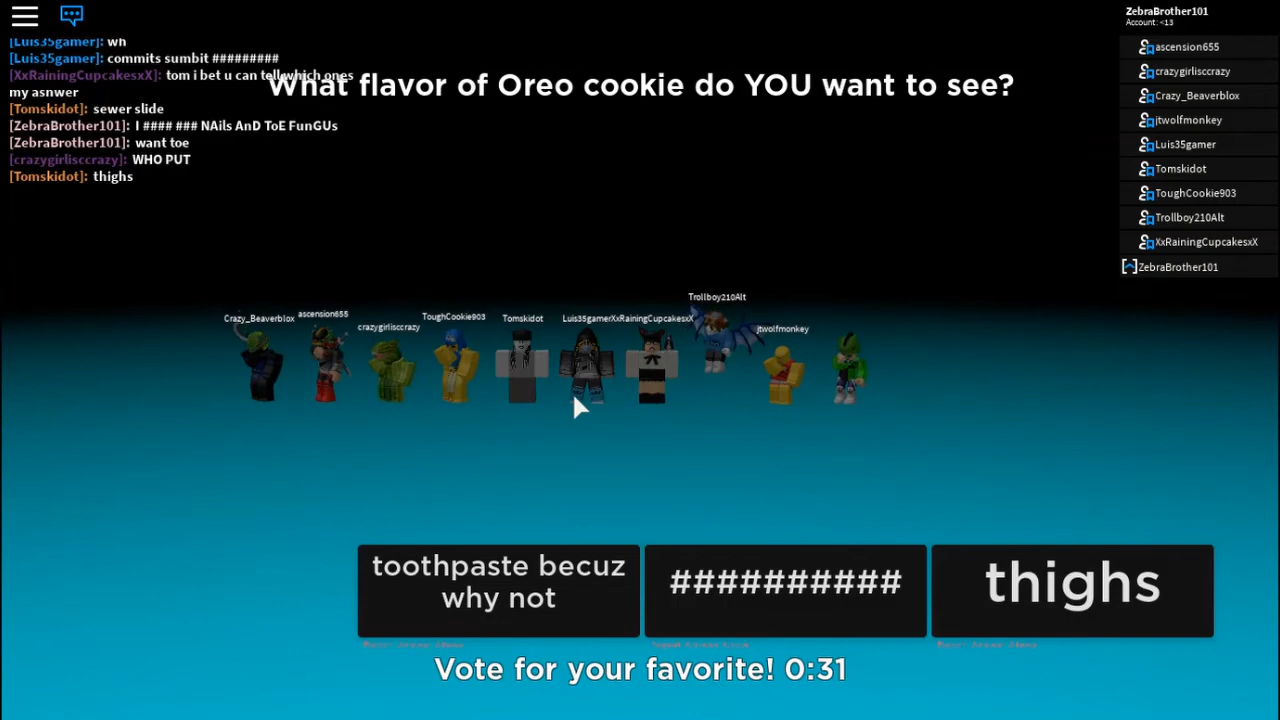 ZebraBrother101
Account: <13
[Luis35gamer]: wh
[Luis35gamer]: commits sumbit #########
[XxRainingCupcakesxX]: tom i bet u can tell which ones
my asnwer
[Tomskidot]: sewer slide
[ZebraBrother101]: I #### ### NAils AnD ToE FunGUs
[ZebraBrother101]: want toe
[crazygirlisccrazy]: WHO PUT
[Tomskidot]: thighs
What flavor of Oreo cookie do YOU want to see?
ascension655
crazygirlisccrazy
Crazy_Beaverblox
jtwolfmonkey
Luis35gamer
Tomskidot
ToughCookie903
Trollboy210Alt
XxRainingCupcakesxX
ZebraBrother101
Crazy_Beaverblox
ascension655
crazygirlisccrazy
ToughCookie903
Tomskidot
Luis35gamer
XxRainingCupcakesxX
Trollboy210Alt
jtwolfmonkey
toothpaste becuz
why not
##########
thighs
Vote for your favorite! 0:31